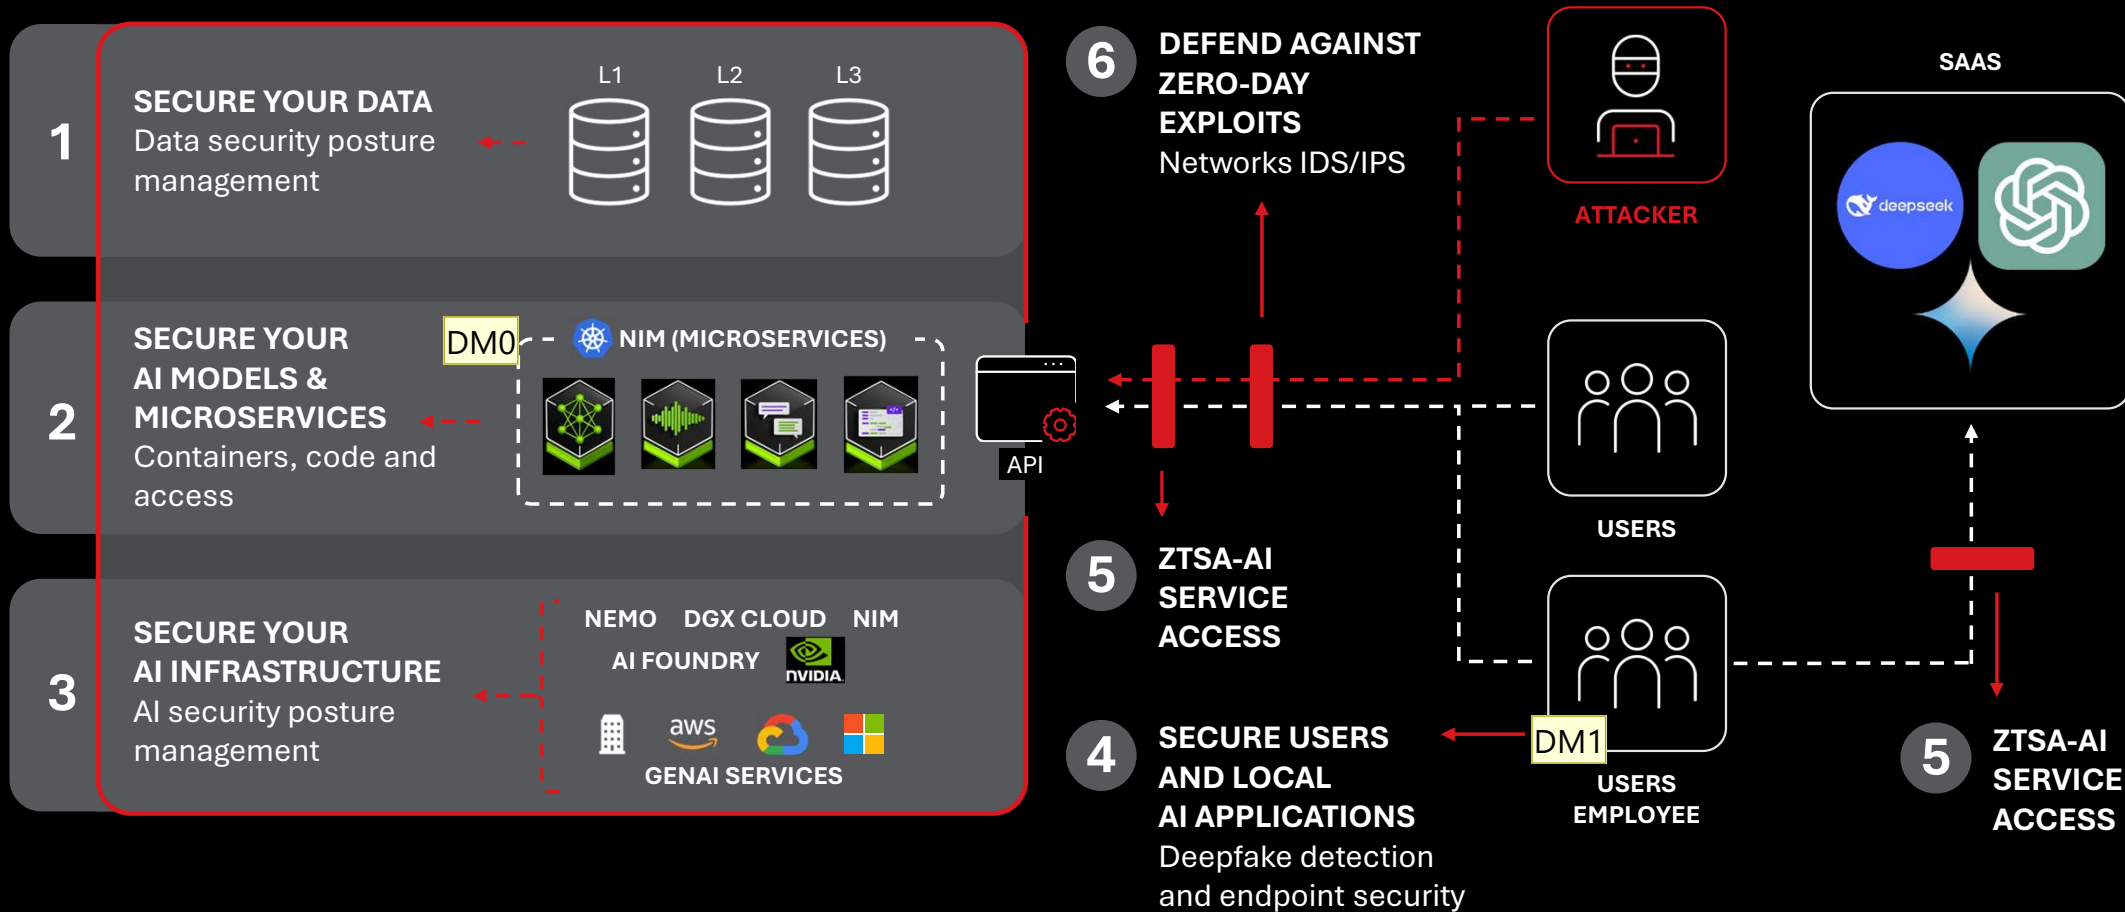 1
SECURE YOUR DATA
Data security posture
management
L1
L2
L3
2
SECURE YOUR
AI MODELS &
MICROSERVICES
Containers, code and
access
DM0
NIM (MICROSERVICES)
API
3
SECURE YOUR
AI INFRASTRUCTURE
AI security posture
management
NEMO DGX CLOUD NIM
AI FOUNDRY
NVIDIA
aws
GENAI SERVICES
6
DEFEND AGAINST
ZERO-DAY
EXPLOITS
Networks IDS/IPS
5
ZTSA-AI
SERVICE
ACCESS
4
SECURE USERS
AND LOCAL
AI APPLICATIONS
Deepfake detection
and endpoint security
ATTACKER
USERS
DM1
USERS
EMPLOYEE
SAAS
deepseek
5
ZTSA-AI
SERVICE
ACCESS